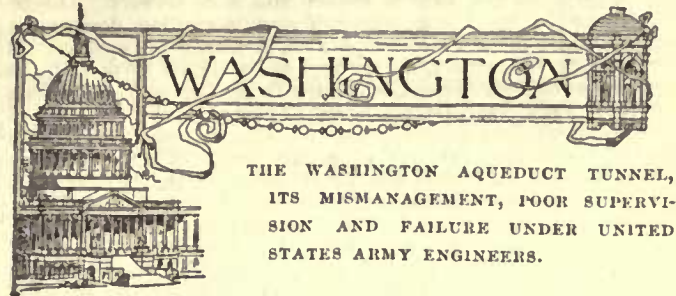 WASHINGTON
THE WASHINGTON AQUEDUCT TUNNEL,
ITS MISMANAGEMENT, POOR SUPERVI-
SION AND FAILURE UNDER UNITED
STATES ARMY ENGINEERS.